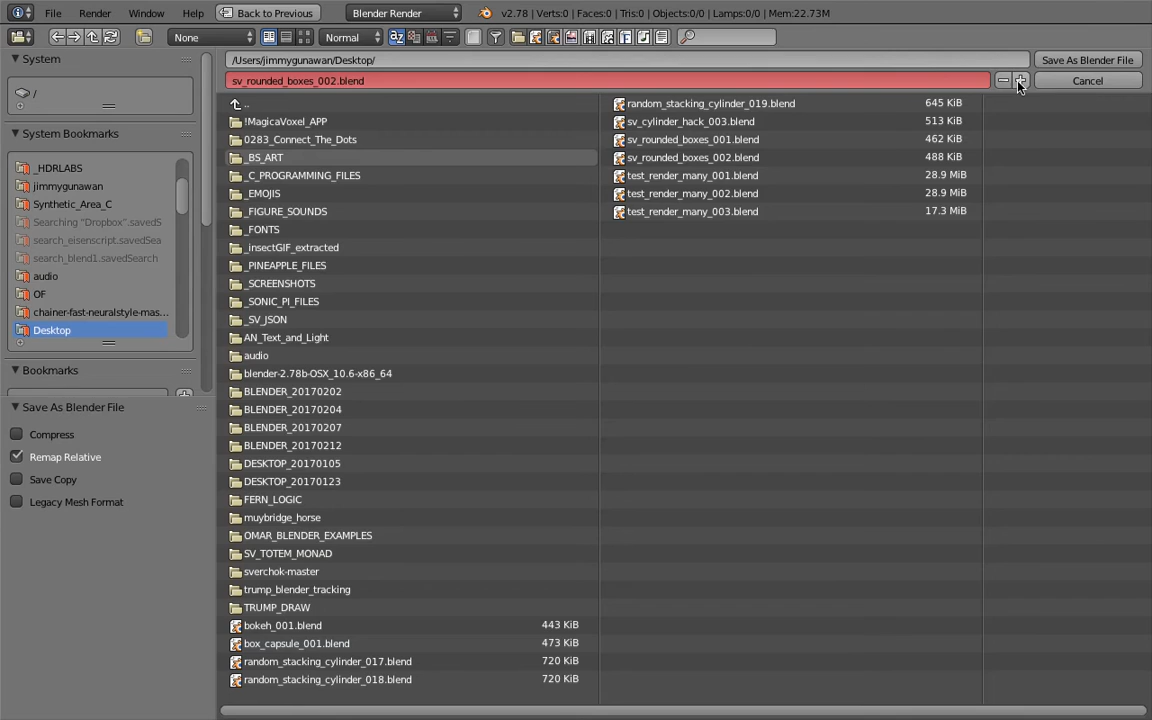 File Render Window Help Back to Previous Blender Render v2.78 | Verts:0 | Faces:0 | Tris:0 | Objects:0/0 | Lamps:0/0 | Mem:22.73M
None Normal
System
/
System Bookmarks
_HDRLABS
jimmygunawan
Synthetic_Area_C
Searching “Dropbox”.savedS
search_eisenscript.savedSea
search_blend1.savedSearch
audio
OF
chainer-fast-neuralstyle-mas...
Desktop
Bookmarks
Save As Blender File
Compress
Remap Relative
Save Copy
Legacy Mesh Format
/Users/jimmygunawan/Desktop/ Save As Blender File
sv_rounded_boxes_002.blend Cancel
..
!MagicaVoxel_APP
0283_Connect_The_Dots
_BS_ART
_C_PROGRAMMING_FILES
_EMOJIS
_FIGURE_SOUNDS
_FONTS
_insectGIF_extracted
_PINEAPPLE_FILES
_SCREENSHOTS
_SONIC_PI_FILES
_SV_JSON
AN_Text_and_Light
audio
blender-2.78b-OSX_10.6-x86_64
BLENDER_20170202
BLENDER_20170204
BLENDER_20170207
BLENDER_20170212
DESKTOP_20170105
DESKTOP_20170123
FERN_LOGIC
muybridge_horse
OMAR_BLENDER_EXAMPLES
SV_TOTEM_MONAD
sverchok-master
trump_blender_tracking
TRUMP_DRAW
bokeh_001.blend 443 KiB
box_capsule_001.blend 473 KiB
random_stacking_cylinder_017.blend 720 KiB
random_stacking_cylinder_018.blend 720 KiB
random_stacking_cylinder_019.blend 645 KiB
sv_cylinder_hack_003.blend 513 KiB
sv_rounded_boxes_001.blend 462 KiB
sv_rounded_boxes_002.blend 488 KiB
test_render_many_001.blend 28.9 MiB
test_render_many_002.blend 28.9 MiB
test_render_many_003.blend 17.3 MiB